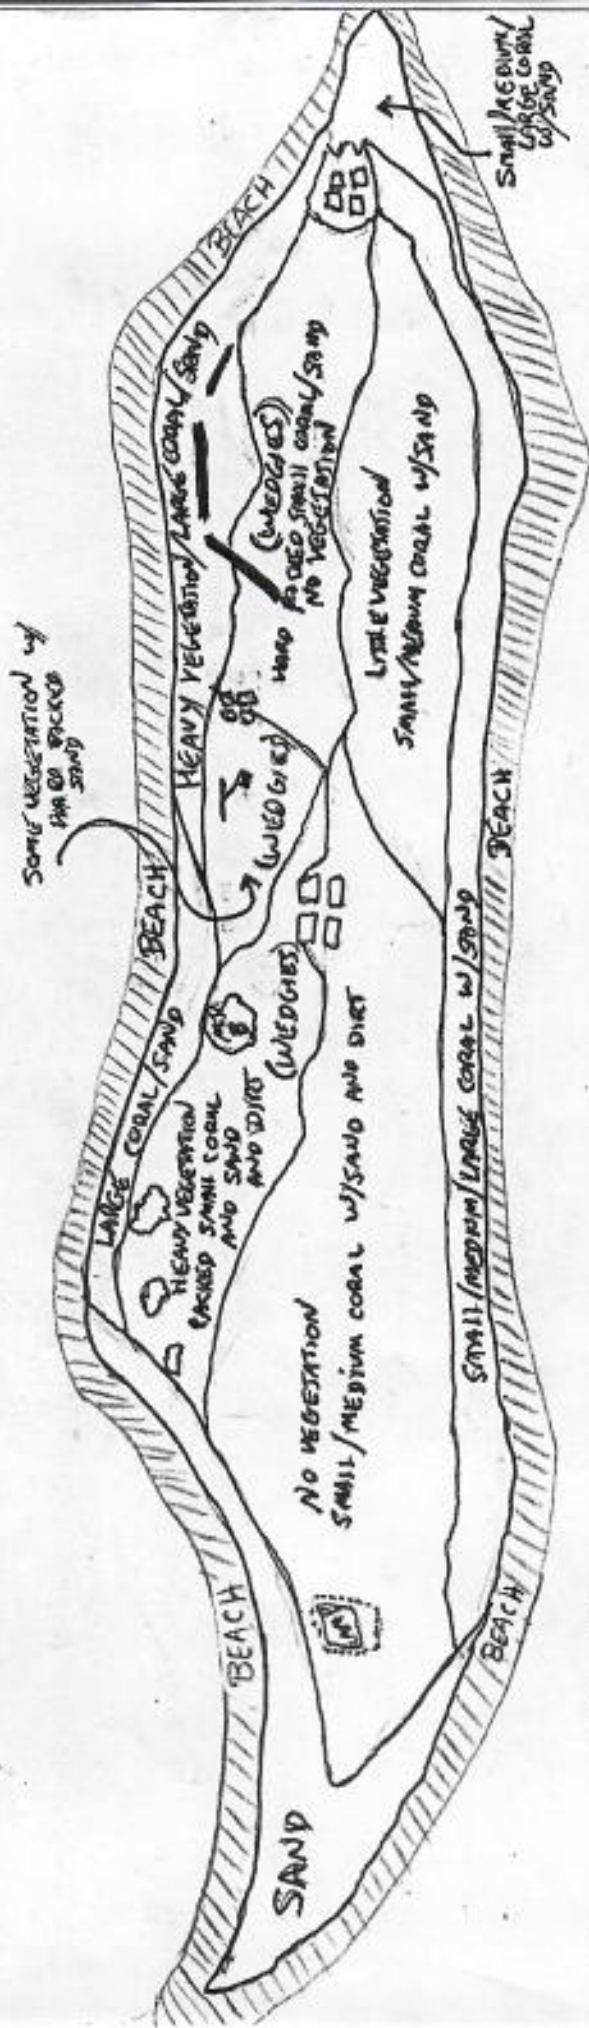 SOME VEGETATION W/
HARD PACKED
SAND
SMALL/MEDIUM/
LARGE CORAL
W/SAND
BEACH
BEACH
BEACH
LARGE CORAL/SAND
HEAVY VEGETATION/LARGE CORAL/SAND
HEAVY VEGETATION
PACKED SMALL CORAL
AND SAND
AND DIRT
(WEDGIES)
(WEDGIES)
(WEDGIES)
HARD PACKED SMALL CORAL/SAND
NO VEGETATION
LITTLE VEGETATION
SMALL/MEDIUM CORAL W/SAND
NO VEGETATION
SMALL/MEDIUM CORAL W/SAND AND DIRT
SAND
SMALL/MEDIUM/LARGE CORAL W/SAND
BEACH
BEACH